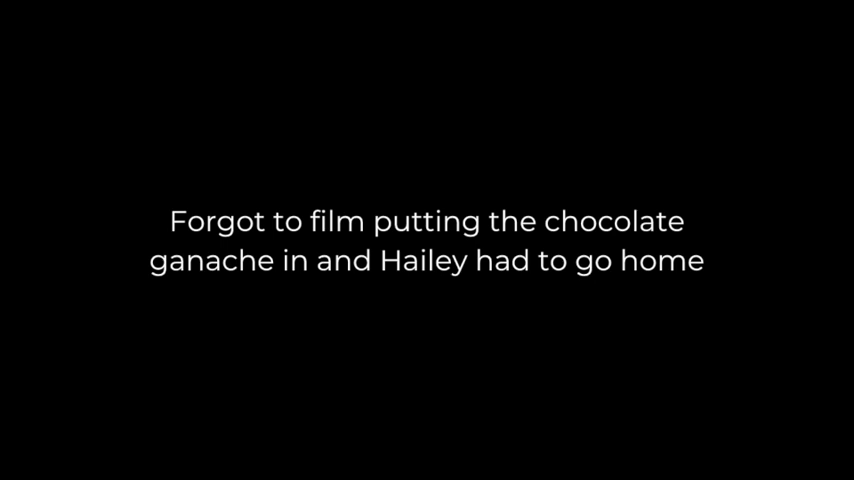 Forgot to film putting the chocolate
ganache in and Hailey had to go home